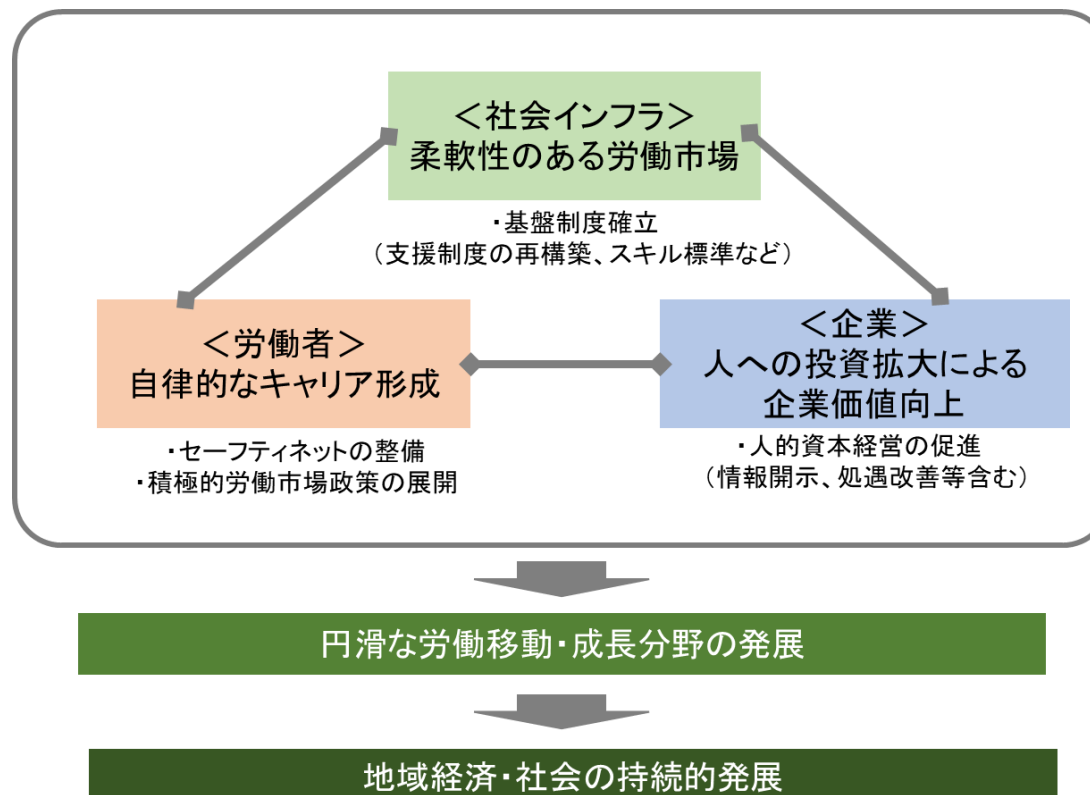 ＜社会インフラ＞
柔軟性のある労働市場
・基盤制度確立
（支援制度の再構築、スキル標準など）
＜労働者＞
自律的なキャリア形成
・セーフティネットの整備
・積極的労働市場政策の展開
＜企業＞
人への投資拡大による
企業価値向上
・人的資本経営の促進
（情報開示、処遇改善等含む）
円滑な労働移動・成長分野の発展
地域経済・社会の持続的発展